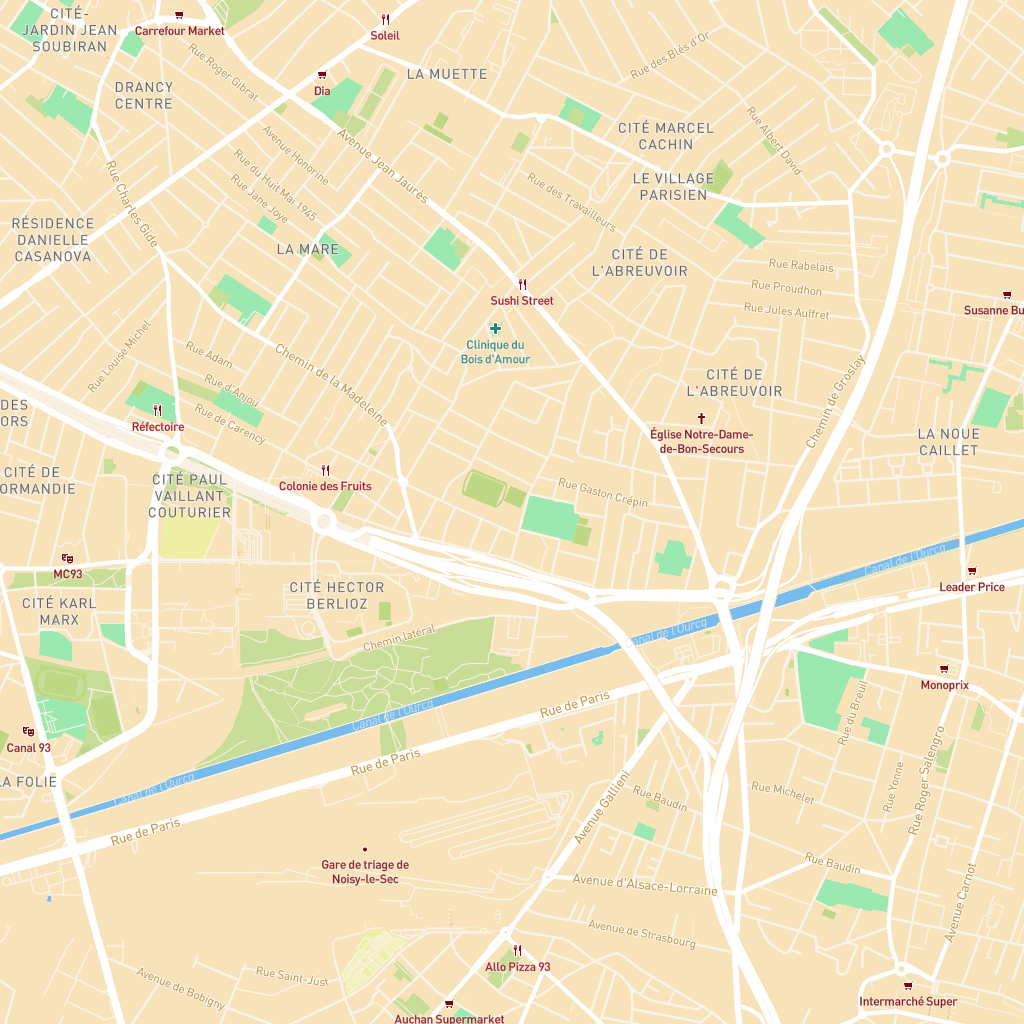 CITÉ-
JARDIN JEAN
SOUBIRAN
Carrefour Market
Soleil
Rue des Blés d'Or
Rue Roger Gibrat
LA MUETTE
Dia
DRANCY
CENTRE
Avenue Honorine
Avenue Jean Jaurès
CITÉ MARCEL
CACHIN
Rue Albert David
Rue du Huit Mai 1945
Rue Jane Joye
Rue Charles Gide
LE VILLAGE
PARISIEN
Rue des Travailleurs
RÉSIDENCE
DANIELLE
CASANOVA
LA MARE
CITÉ DE
L'ABREUVOIR
Rue Rabelais
Rue Proudhon
Rue Jules Auffret
Sushi Street
Susanne Bu
Clinique du
Bois d'Amour
Rue Louise Michel
Rue Adam
Chemin de la Madeleine
Rue d'Anjou
Rue de Carency
CITÉ DE
L'ABREUVOIR
Chemin de Groslay
DES
ORS
Réfectoire
Église Notre-Dame-
de-Bon-Secours
LA NOUE
CAILLET
CITÉ DE
ORMANDIE
CITÉ PAUL
VAILLANT
COUTURIER
Colonie des Fruits
Rue Gaston Crépin
Canal de l'Ourcq
MC93
CITÉ HECTOR
BERLIOZ
Leader Price
CITÉ KARL
MARX
Chemin latéral
Canal de l'Ourcq
Monoprix
Rue de Paris
Canal de l'Ourcq
Rue du Breuil
Canal 93
Rue de Paris
LA FOLIE
Canal de l'Ourcq
Rue de Paris
Avenue Gallieni
Rue Baudin
Rue Michelet
Rue Yonne
Rue Roger Salengro
Gare de triage de
Noisy-le-Sec
Rue Baudin
Avenue d'Alsace-Lorraine
Avenue Carnot
Avenue de Strasbourg
Allo Pizza 93
Rue Saint-Just
Avenue de Bobigny
Intermarché Super
Auchan Supermarket